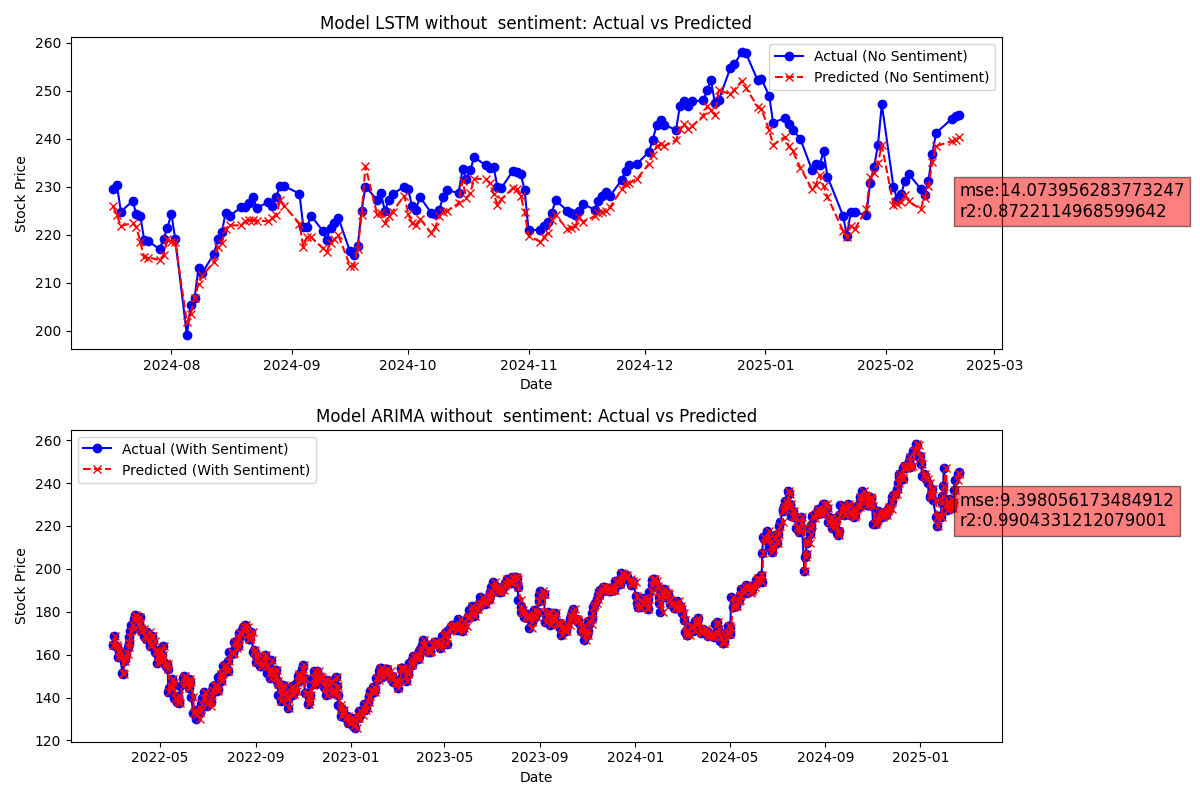 Model LSTM without  sentiment: Actual vs Predicted
260
250
240
230
220
210
200
Stock Price
Actual (No Sentiment)
Predicted (No Sentiment)
mse:14.073956283773247
r2:0.8722114968599642
2024-08 2024-09 2024-10 2024-11 2024-12 2025-01 2025-02 2025-03
Date
Model ARIMA without  sentiment: Actual vs Predicted
260
240
220
200
180
160
140
120
Stock Price
Actual (With Sentiment)
Predicted (With Sentiment)
mse:9.398056173484912
r2:0.9904331212079001
2022-05 2022-09 2023-01 2023-05 2023-09 2024-01 2024-05 2024-09 2025-01
Date